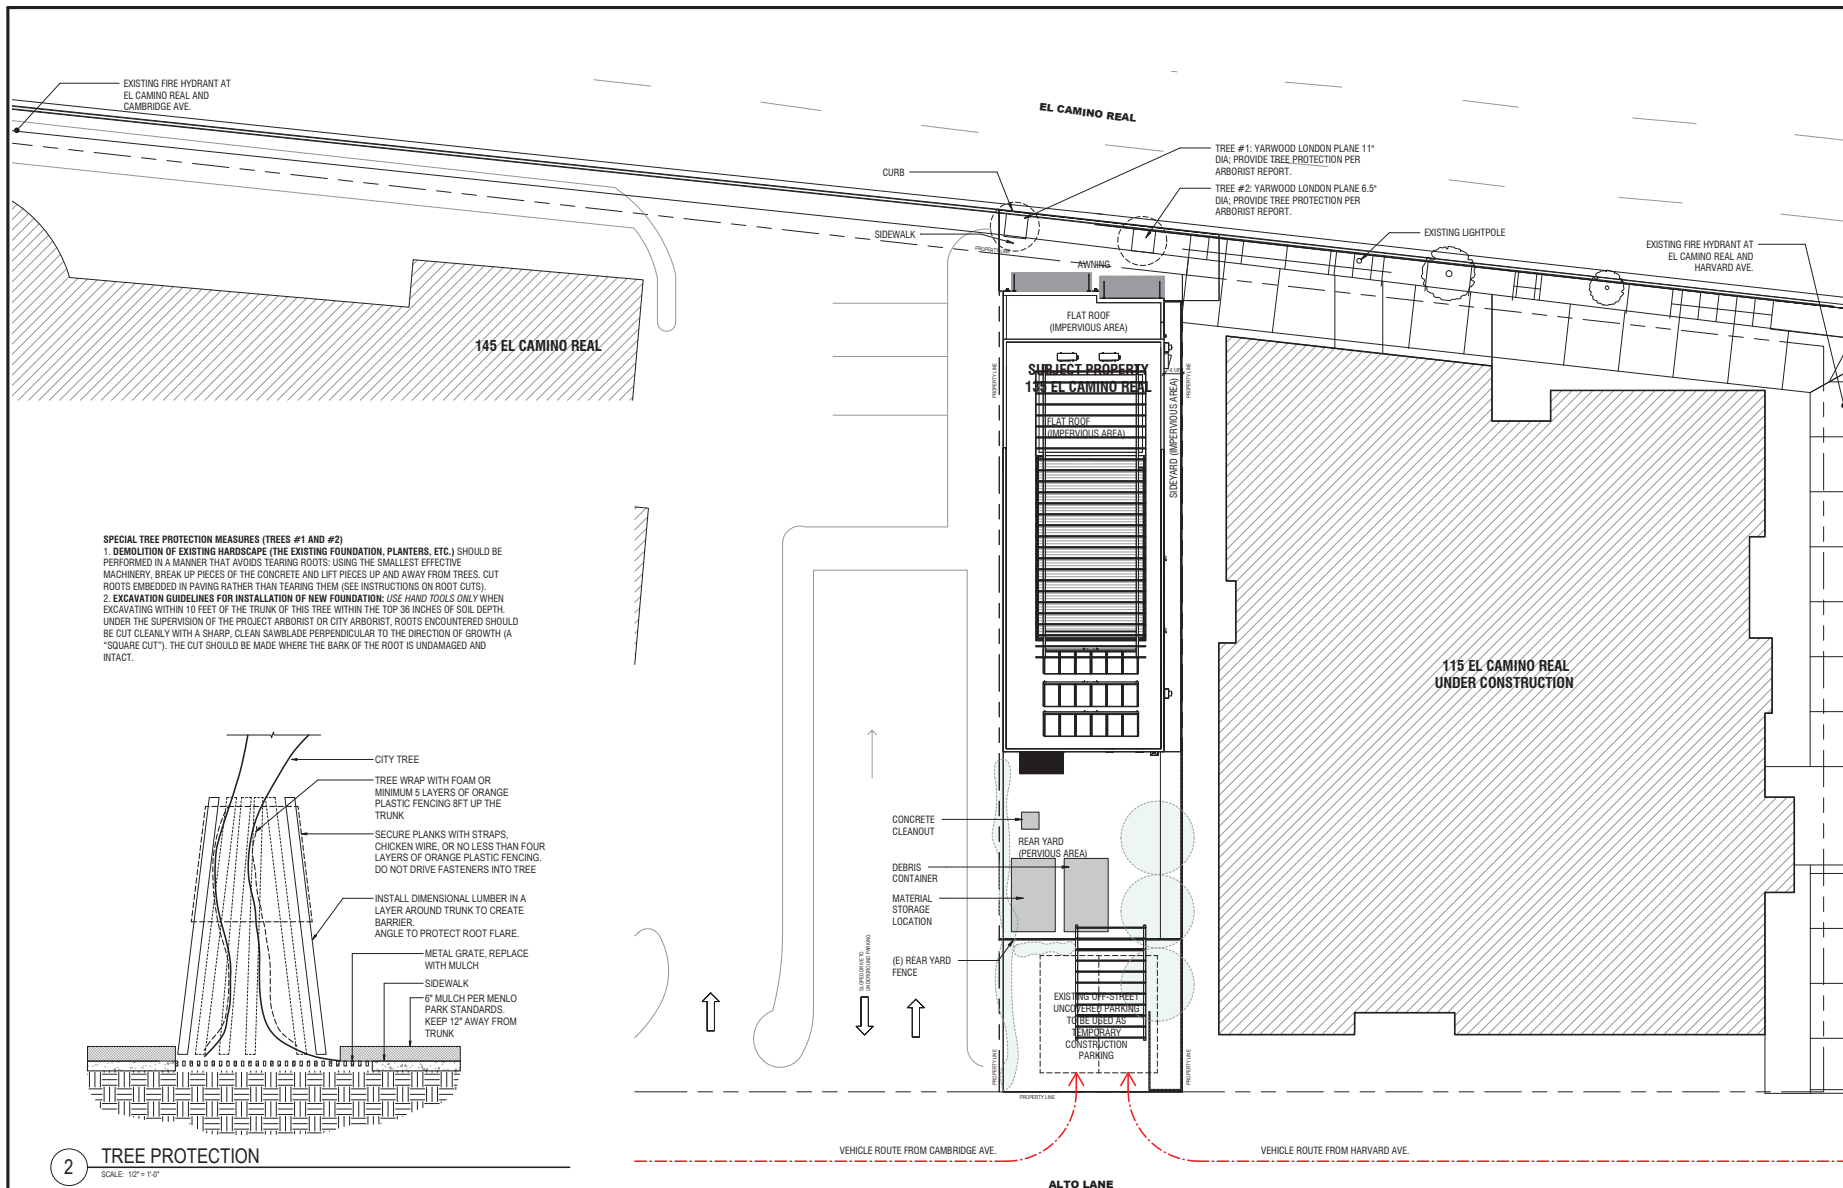 EXISTING FIRE HYDRANT AT
EL CAMINO REAL AND
CAMBRIDGE AVE.
EL CAMINO REAL
TREE #1: YARWOOD LONDON PLANE 11"
DIA; PROVIDE TREE PROTECTION PER
ARBORIST REPORT.
CURB
TREE #2: YARWOOD LONDON PLANE 6.5"
DIA; PROVIDE TREE PROTECTION PER
ARBORIST REPORT.
SIDEWALK
PROPERTY LINE
EXISTING LIGHTPOLE
EXISTING FIRE HYDRANT AT
EL CAMINO REAL AND
HARVARD AVE.
AWNING
FLAT ROOF
(IMPERVIOUS AREA)
145 EL CAMINO REAL
SUBJECT PROPERTY
135 EL CAMINO REAL
PROPERTY LINE
PROPERTY LINE
FLAT ROOF
(IMPERVIOUS AREA)
SIDEYARD (IMPERVIOUS AREA)
SPECIAL TREE PROTECTION MEASURES (TREES #1 AND #2)
1. DEMOLITION OF EXISTING HARDSCAPE (THE EXISTING FOUNDATION, PLANTERS, ETC.) SHOULD BE
PERFORMED IN A MANNER THAT AVOIDS TEARING ROOTS: USING THE SMALLEST EFFECTIVE
MACHINERY, BREAK UP PIECES OF THE CONCRETE AND LIFT PIECES UP AND AWAY FROM TREES. CUT
ROOTS EMBEDDED IN PAVING RATHER THAN TEARING THEM (SEE INSTRUCTIONS ON ROOT CUTS).
2. EXCAVATION GUIDELINES FOR INSTALLATION OF NEW FOUNDATION: USE HAND TOOLS ONLY WHEN
EXCAVATING WITHIN 10 FEET OF THE TRUNK OF THIS TREE WITHIN THE TOP 36 INCHES OF SOIL DEPTH.
UNDER THE SUPERVISION OF THE PROJECT ARBORIST OR CITY ARBORIST, ROOTS ENCOUNTERED SHOULD
BE CUT CLEANLY WITH A SHARP, CLEAN SAWBLADE PERPENDICULAR TO THE DIRECTION OF GROWTH (A
"SQUARE CUT"). THE CUT SHOULD BE MADE WHERE THE BARK OF THE ROOT IS UNDAMAGED AND
INTACT.
115 EL CAMINO REAL
UNDER CONSTRUCTION
CITY TREE
TREE WRAP WITH FOAM OR
MINIMUM 5 LAYERS OF ORANGE
PLASTIC FENCING 8FT UP THE
TRUNK
SECURE PLANKS WITH STRAPS,
CHICKEN WIRE, OR NO LESS THAN FOUR
LAYERS OF ORANGE PLASTIC FENCING.
DO NOT DRIVE FASTENERS INTO TREE
INSTALL DIMENSIONAL LUMBER IN A
LAYER AROUND TRUNK TO CREATE
BARRIER.
ANGLE TO PROTECT ROOT FLARE.
METAL GRATE, REPLACE
WITH MULCH
SIDEWALK
6" MULCH PER MENLO
PARK STANDARDS.
KEEP 12" AWAY FROM
TRUNK
CONCRETE
CLEANOUT
REAR YARD
(PERVIOUS AREA)
DEBRIS
CONTAINER
MATERIAL
STORAGE
LOCATION
(E) REAR YARD
FENCE
SLOPED DRIVE TO
UNDERGROUND PARKING
EXISTING OFF-STREET
UNCOVERED PARKING
TO BE USED AS
TEMPORARY
CONSTRUCTION
PARKING
PROPERTY LINE
PROPERTY LINE
PROPERTY LINE
VEHICLE ROUTE FROM CAMBRIDGE AVE.
VEHICLE ROUTE FROM HARVARD AVE.
ALTO LANE
2
TREE PROTECTION
SCALE: 1/2" = 1'-0"